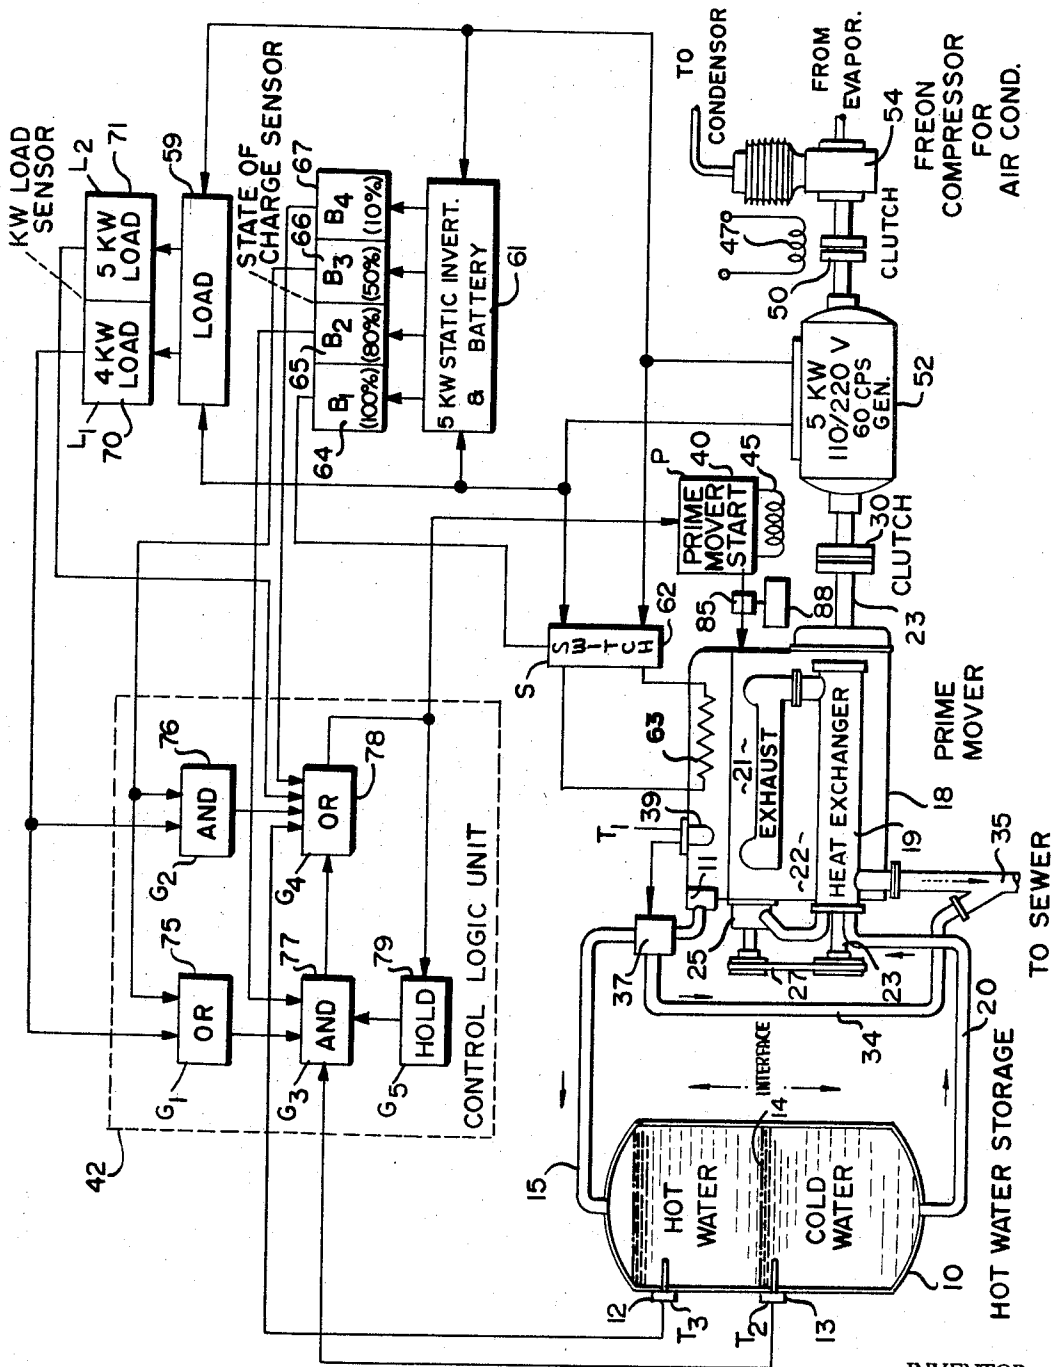 KW LOAD
SENSOR
L2
71
5 KW
LOAD
L1
4 KW
LOAD
70
59
LOAD
STATE OF
CHARGE SENSOR
67
66
65
64
B1
(100%)
B2
(80%)
B3
(50%)
B4
(10%)
5 KW STATIC INVERT.
&
BATTERY
61
42
G1
75
OR
G2
76
AND
G3
77
AND
G4
78
OR
G5
79
HOLD
CONTROL LOGIC UNIT
P
40
PRIME
MOVER
START
45
85
88
S
SWITCH
62
63
T1
39
11
37
25
27
~21~
EXHAUST
~22~
HEAT EXCHANGER
19
18
PRIME
MOVER
23
23
30
CLUTCH
5 KW
110/220 V
60 CPS
GEN.
52
50
47
CLUTCH
54
TO
CONDENSOR
FROM
EVAPOR.
FREON
COMPRESSOR
FOR
AIR COND.
35
TO SEWER
34
20
15
INTERFACE
14
HOT
WATER
COLD
WATER
12
T3
T2
13
10
HOT WATER STORAGE